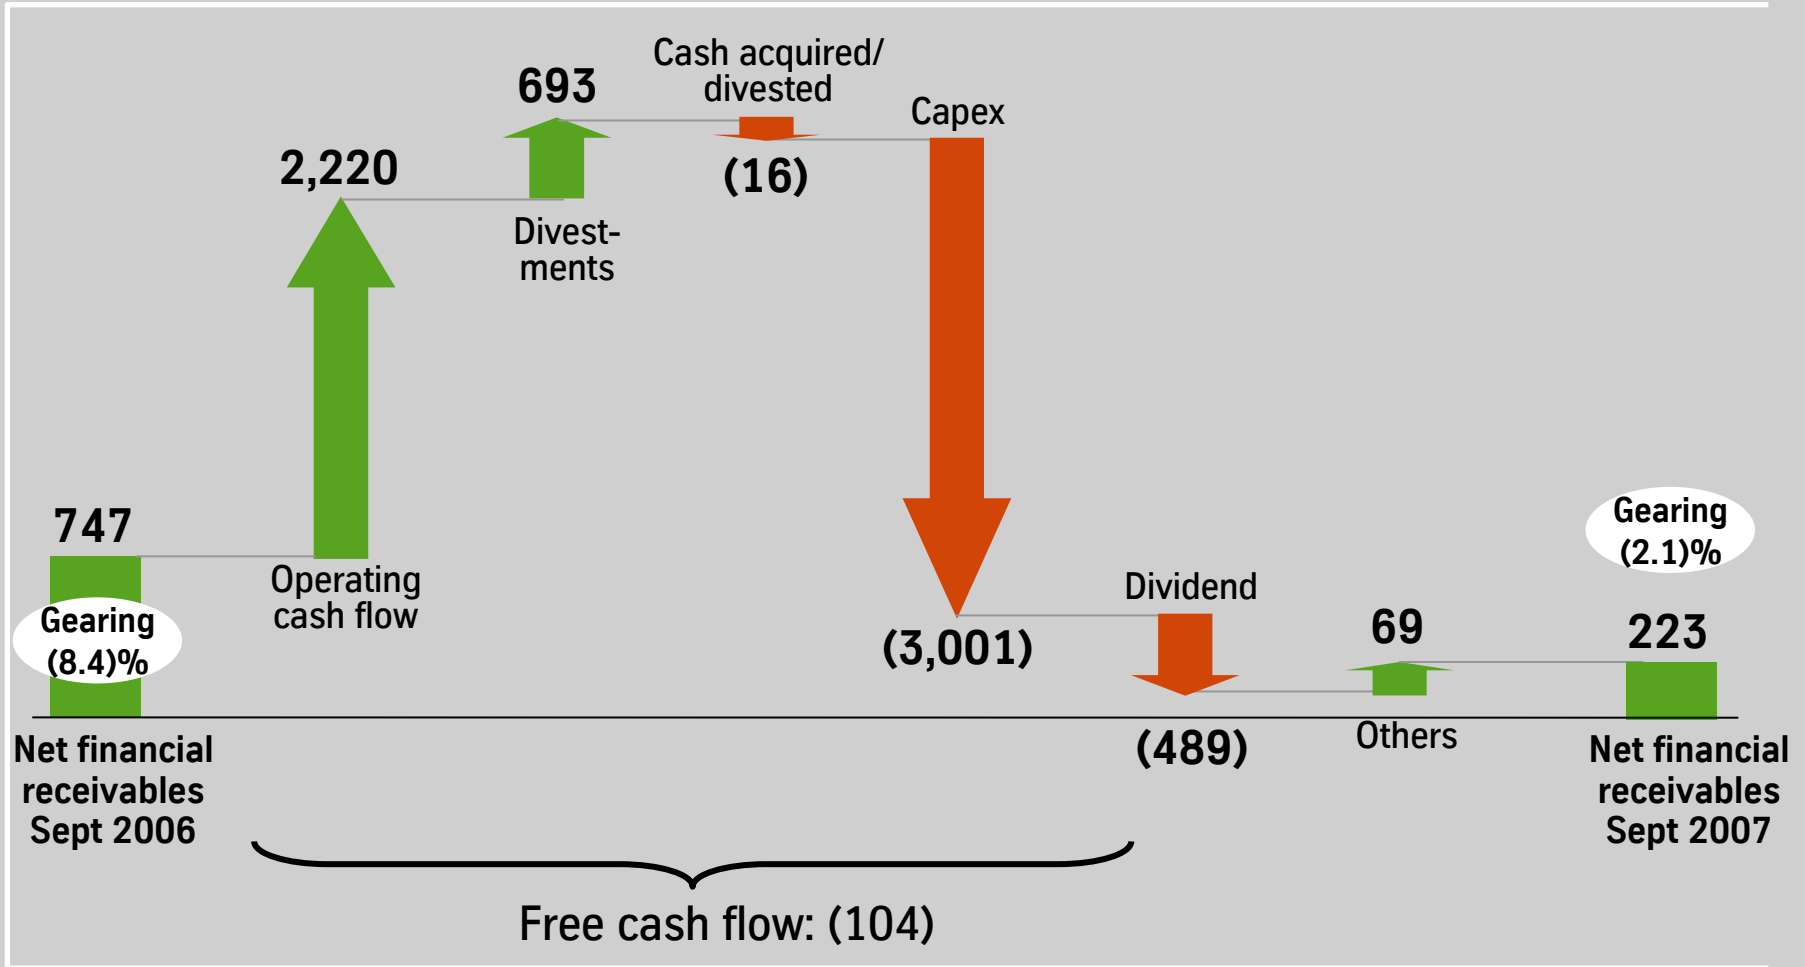 747
Gearing
(8.4)%
Net financial
receivables
Sept 2006
2,220
Operating
cash flow
693
Divest-
ments
Cash acquired/
divested
(16)
Capex
(3,001)
Dividend
(489)
69
Others
Gearing
(2.1)%
223
Net financial
receivables
Sept 2007
Free cash flow: (104)